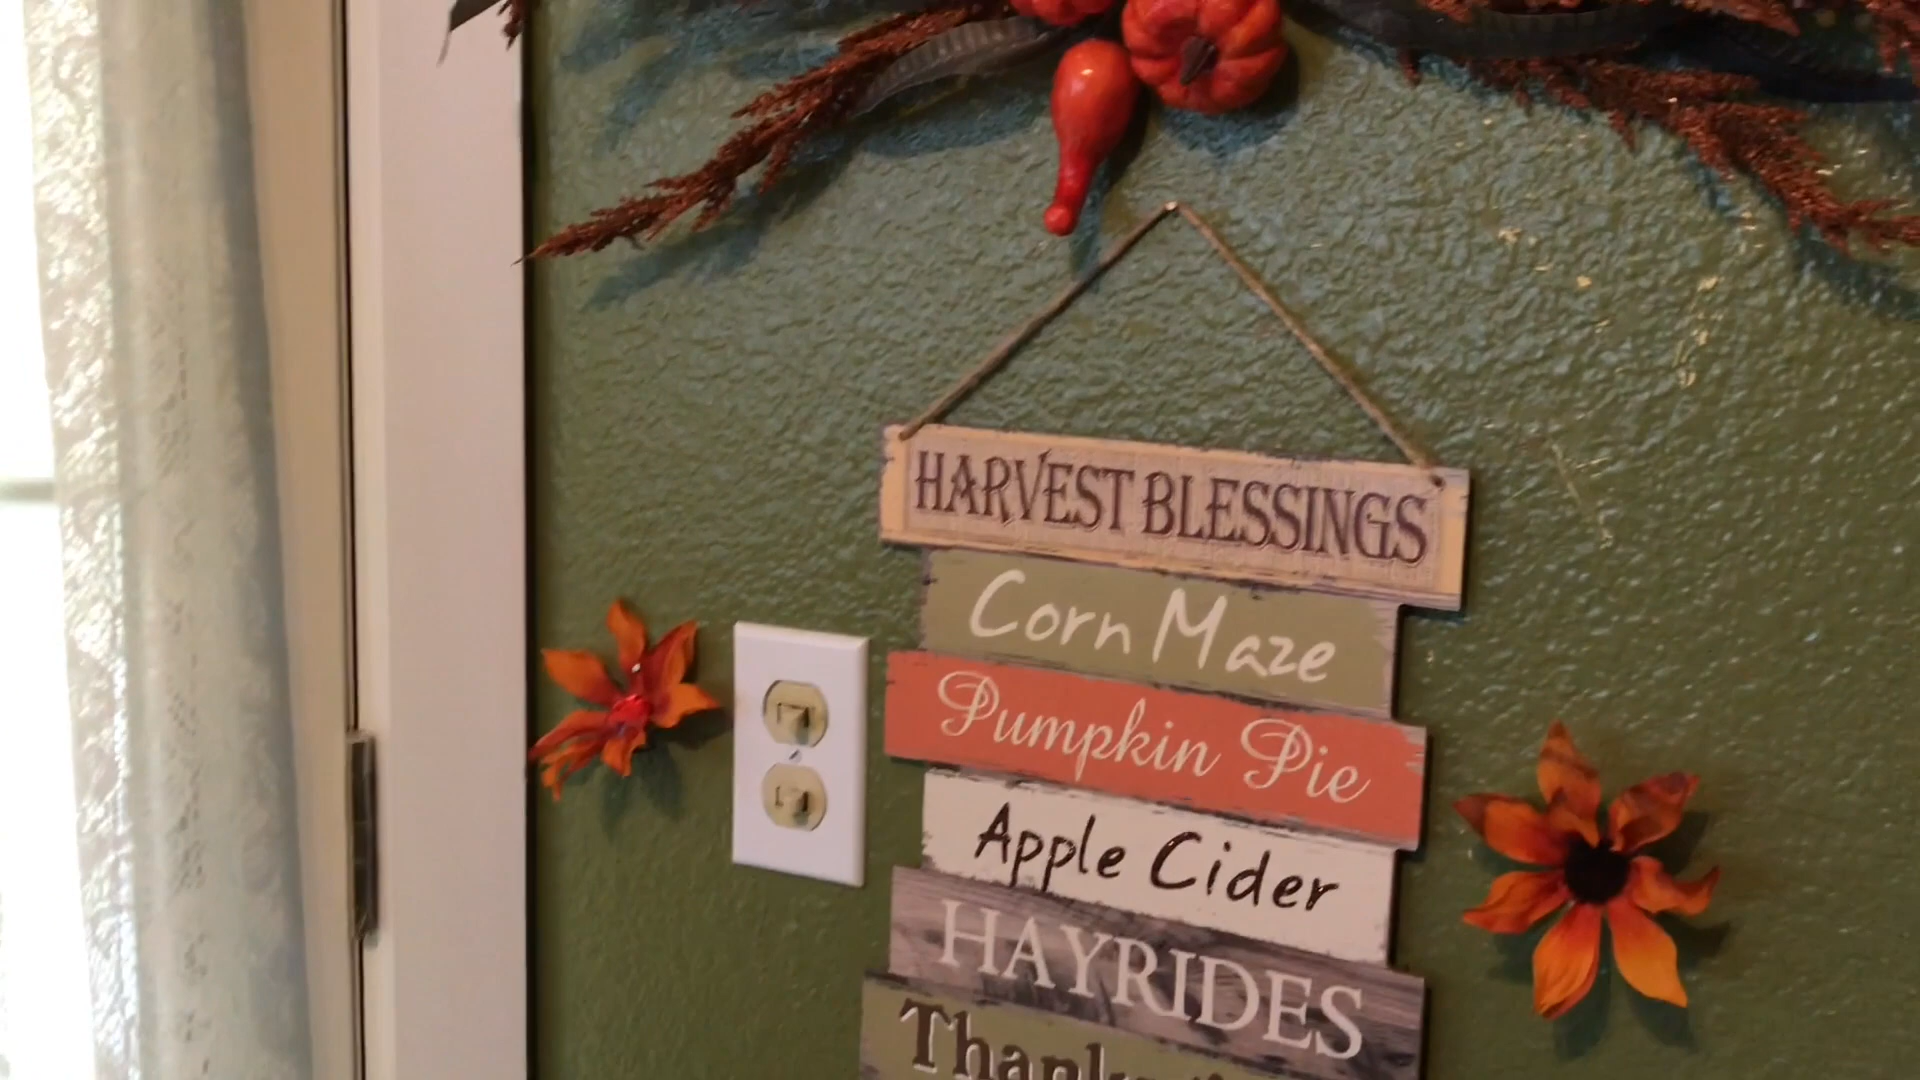 HARVEST BLESSINGS
Corn Maze
Pumpkin Pie
Apple Cider
HAYRIDES